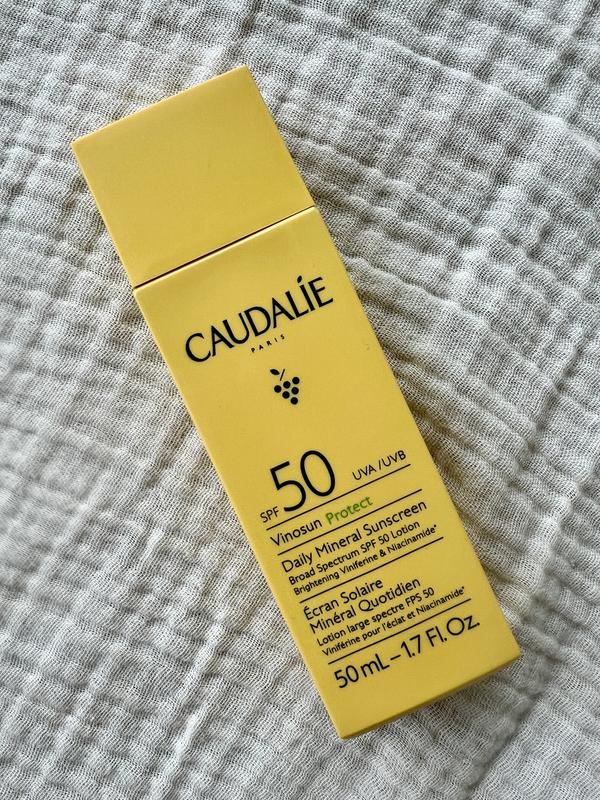 CAUDALÍE
PARIS
SPF 50 UVA/UVB
Vinosun Protect
Daily Mineral Sunscreen
Broad Spectrum SPF 50 Lotion
Brightening Viniferine & Niacinamide*
Écran Solaire
Minéral Quotidien
Lotion large spectre FPS 50
Viniférine pour l'éclat et Niacinamide*
50 mL – 1.7 Fl. Oz.